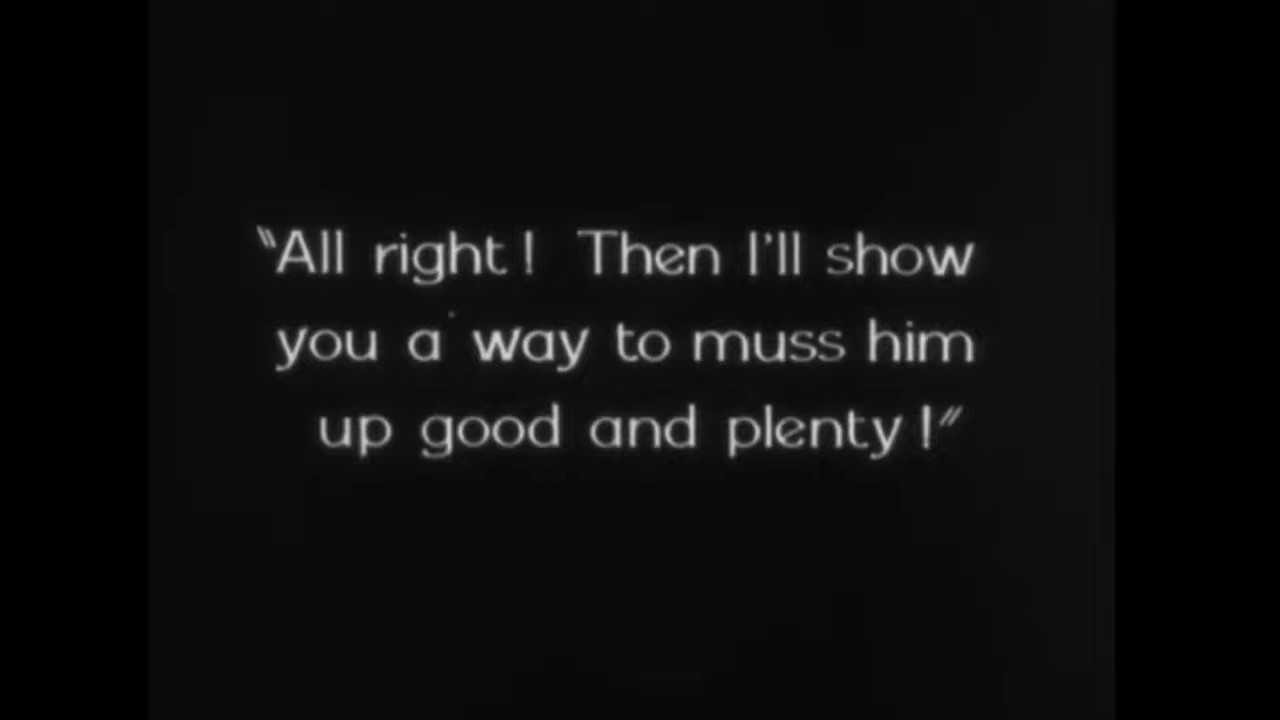 "All right! Then I'll show
you a way to muss him
up good and plenty!"